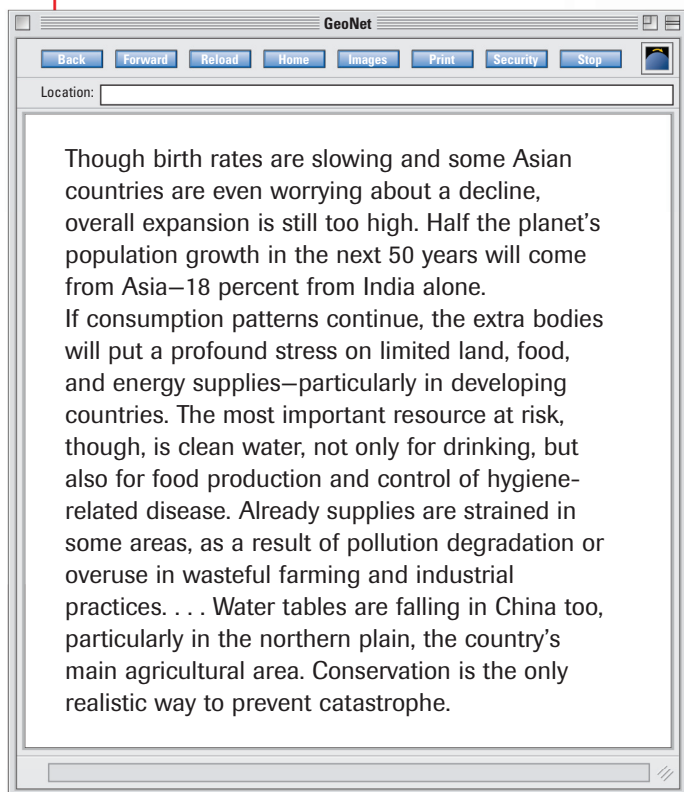 GeoNet
Back Forward Reload Home Images Print Security Stop
Location:
Though birth rates are slowing and some Asian
countries are even worrying about a decline,
overall expansion is still too high. Half the planet’s
population growth in the next 50 years will come
from Asia—18 percent from India alone.
If consumption patterns continue, the extra bodies
will put a profound stress on limited land, food,
and energy supplies—particularly in developing
countries. The most important resource at risk,
though, is clean water, not only for drinking, but
also for food production and control of hygiene-
related disease. Already supplies are strained in
some areas, as a result of pollution degradation or
overuse in wasteful farming and industrial
practices. . . . Water tables are falling in China too,
particularly in the northern plain, the country’s
main agricultural area. Conservation is the only
realistic way to prevent catastrophe.